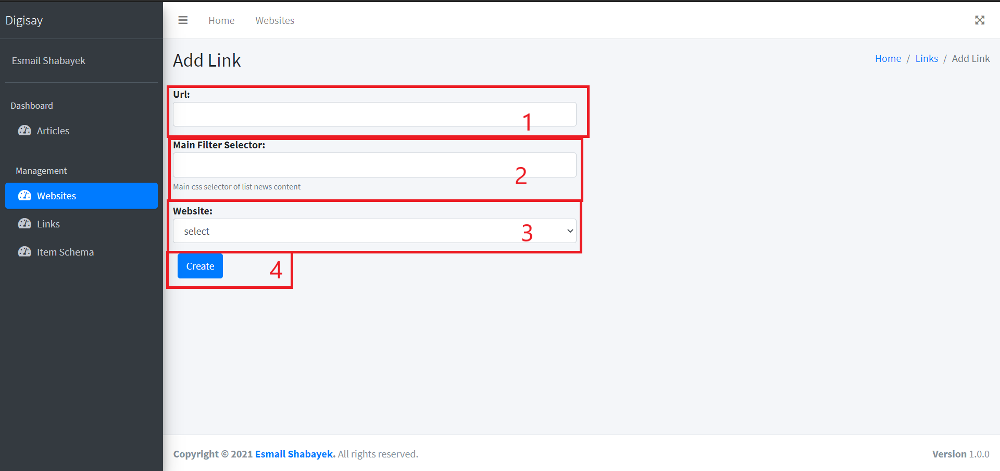 Digisay
Home Websites
Esmail Shabayek
Dashboard
Articles
Management
Websites
Links
Item Schema
Add Link
Home / Links / Add Link
Url:
1
Main Filter Selector:
2
Main css selector of list news content
Website:
select
3
Create
4
Copyright © 2021 Esmail Shabayek. All rights reserved.
Version 1.0.0